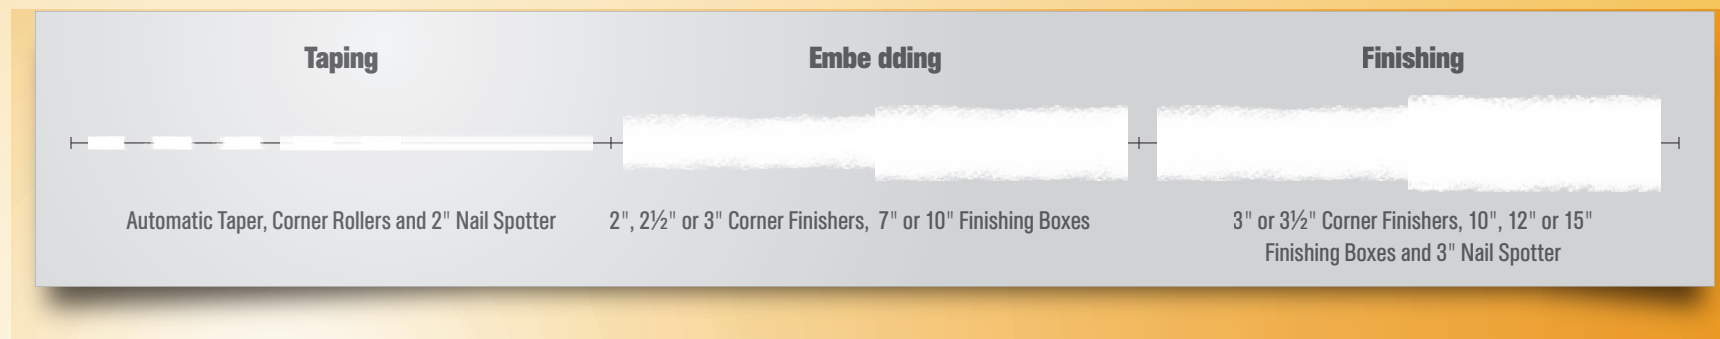 Taping
Embe dding
Finishing
Automatic Taper, Corner Rollers and 2" Nail Spotter
2", 2½" or 3" Corner Finishers, 7" or 10" Finishing Boxes
3" or 3½" Corner Finishers, 10", 12" or 15"
Finishing Boxes and 3" Nail Spotter